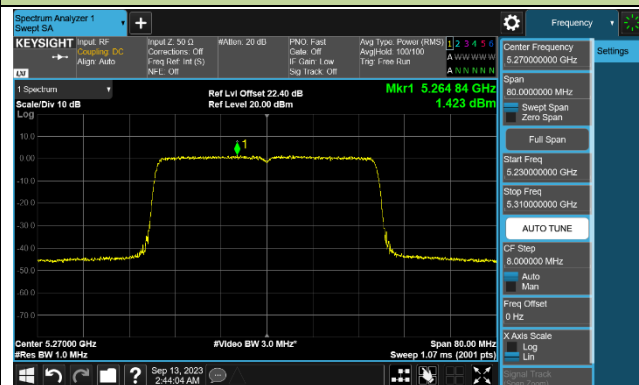 Spectrum Analyzer 1
Swept SA
Frequency
KEYSIGHT
Input: RF
Coupling: DC
Align: Auto
Input Z: 50 Ω
Corrections: Off
Freq Ref: Int (S)
NFE: Off
#Atten: 20 dB
PNO: Fast
Gate: Off
IF Gain: Low
Sig Track: Off
Avg Type: Power (RMS)
Avg|Hold: 100/100
Trig: Free Run
1 2 3 4 5 6
A W W W W W
A N N N N N
LXI
1 Spectrum
Scale/Div 10 dB
Log
Ref Lvl Offset 22.40 dB
Ref Level 20.00 dBm
Mkr1 5.264 84 GHz
1.423 dBm
1
10.0
0.00
-10.0
-20.0
-30.0
-40.0
-50.0
-60.0
-70.0
Center 5.27000 GHz
#Res BW 1.0 MHz
#Video BW 3.0 MHz*
Span 80.00 MHz
Sweep 1.07 ms (2001 pts)
Center Frequency
5.270000000 GHz
Settings
Span
80.0000000 MHz
Swept Span
Zero Span
Full Span
Start Freq
5.230000000 GHz
Stop Freq
5.310000000 GHz
AUTO TUNE
CF Step
8.000000 MHz
Auto
Man
Freq Offset
0 Hz
X Axis Scale
Log
Lin
Signal Track
(Span Zoom)
Sep 13, 2023
2:44:04 AM